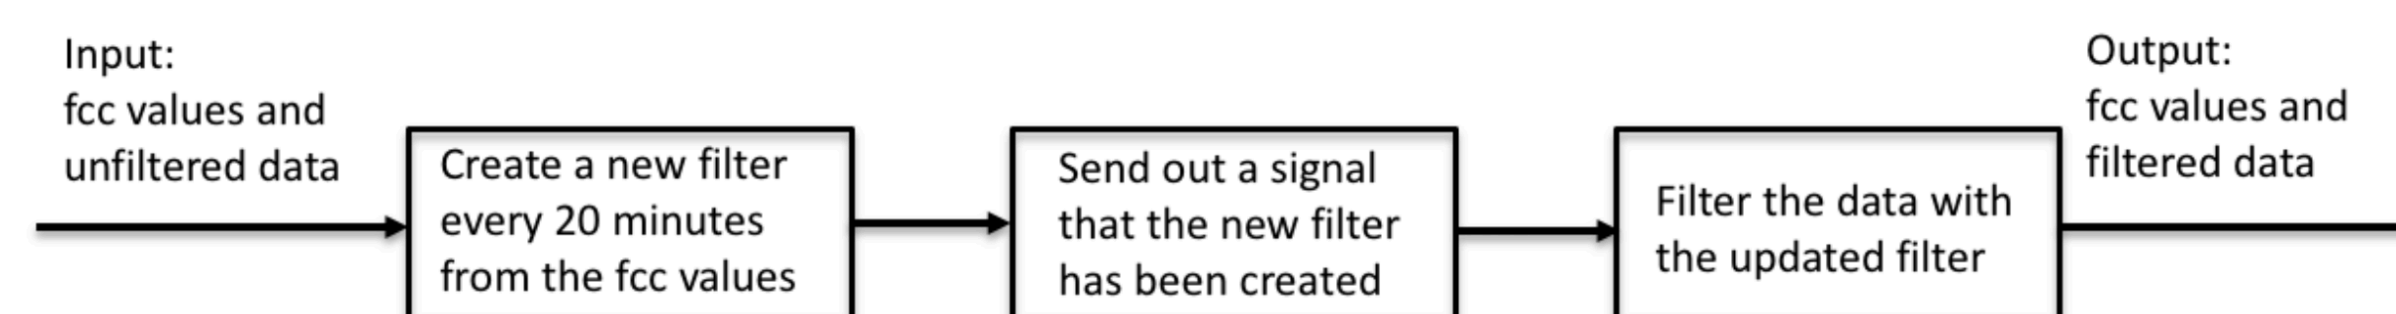 Input:
fcc values and
unfiltered data
Create a new filter
every 20 minutes
from the fcc values
Send out a signal
that the new filter
has been created
Filter the data with
the updated filter
Output:
fcc values and
filtered data